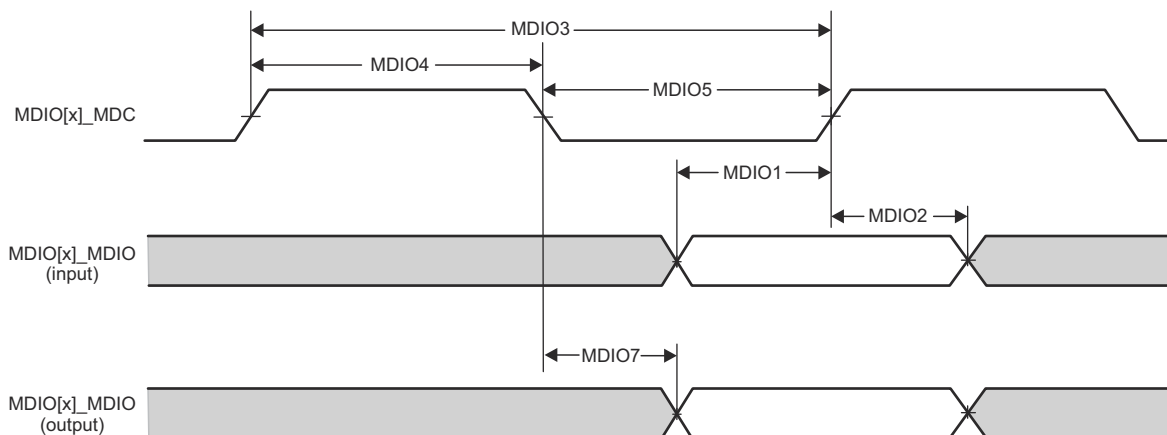 MDIO3
MDIO4
MDIO5
MDIO[x]_MDC
MDIO1
MDIO2
MDIO[x]_MDIO
(input)
MDIO7
MDIO[x]_MDIO
(output)